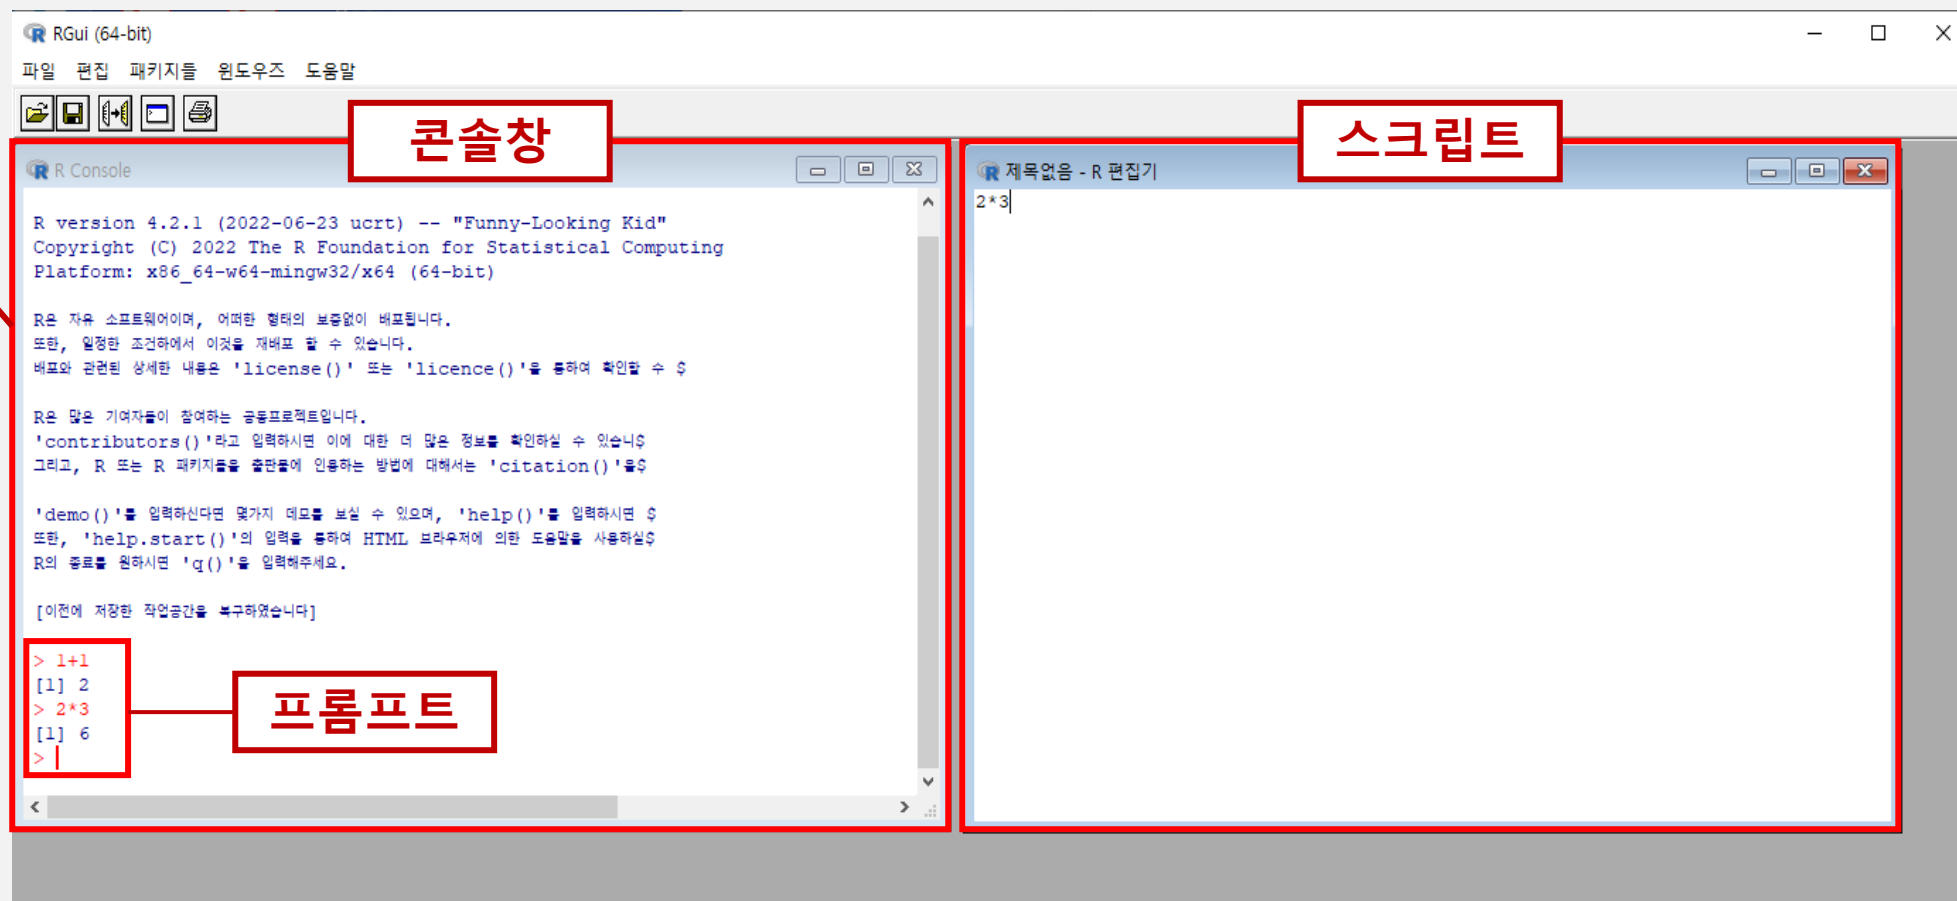 RGui (64-bit)
파일 편집 패키지들 윈도우즈 도움말
콘솔창
스크립트
R Console
R version 4.2.1 (2022-06-23 ucrt) -- "Funny-Looking Kid"
Copyright (C) 2022 The R Foundation for Statistical Computing
Platform: x86_64-w64-mingw32/x64 (64-bit)
R은 자유 소프트웨어이며, 어떠한 형태의 보증없이 배포됩니다.
또한, 일정한 조건하에서 이것을 재배포 할 수 있습니다.
배포와 관련된 상세한 내용은 'license()' 또는 'licence()'을 통하여 확인할 수 $
R은 많은 기여자들이 참여하는 공동프로젝트입니다.
'contributors()'라고 입력하시면 이에 대한 더 많은 정보를 확인하실 수 있습니$
그리고, R 또는 R 패키지들을 출판물에 인용하는 방법에 대해서는 'citation()'을$
'demo()'를 입력하신다면 몇가지 데모를 보실 수 있으며, 'help()'를 입력하시면 $
또한, 'help.start()'의 입력을 통하여 HTML 브라우저에 의한 도움말을 사용하실$
R의 종료를 원하시면 'q()'을 입력해주세요.
[이전에 저장한 작업공간을 복구하였습니다]
> 1+1
[1] 2
> 2*3
[1] 6
>
프롬프트
제목없음 - R 편집기
2*3